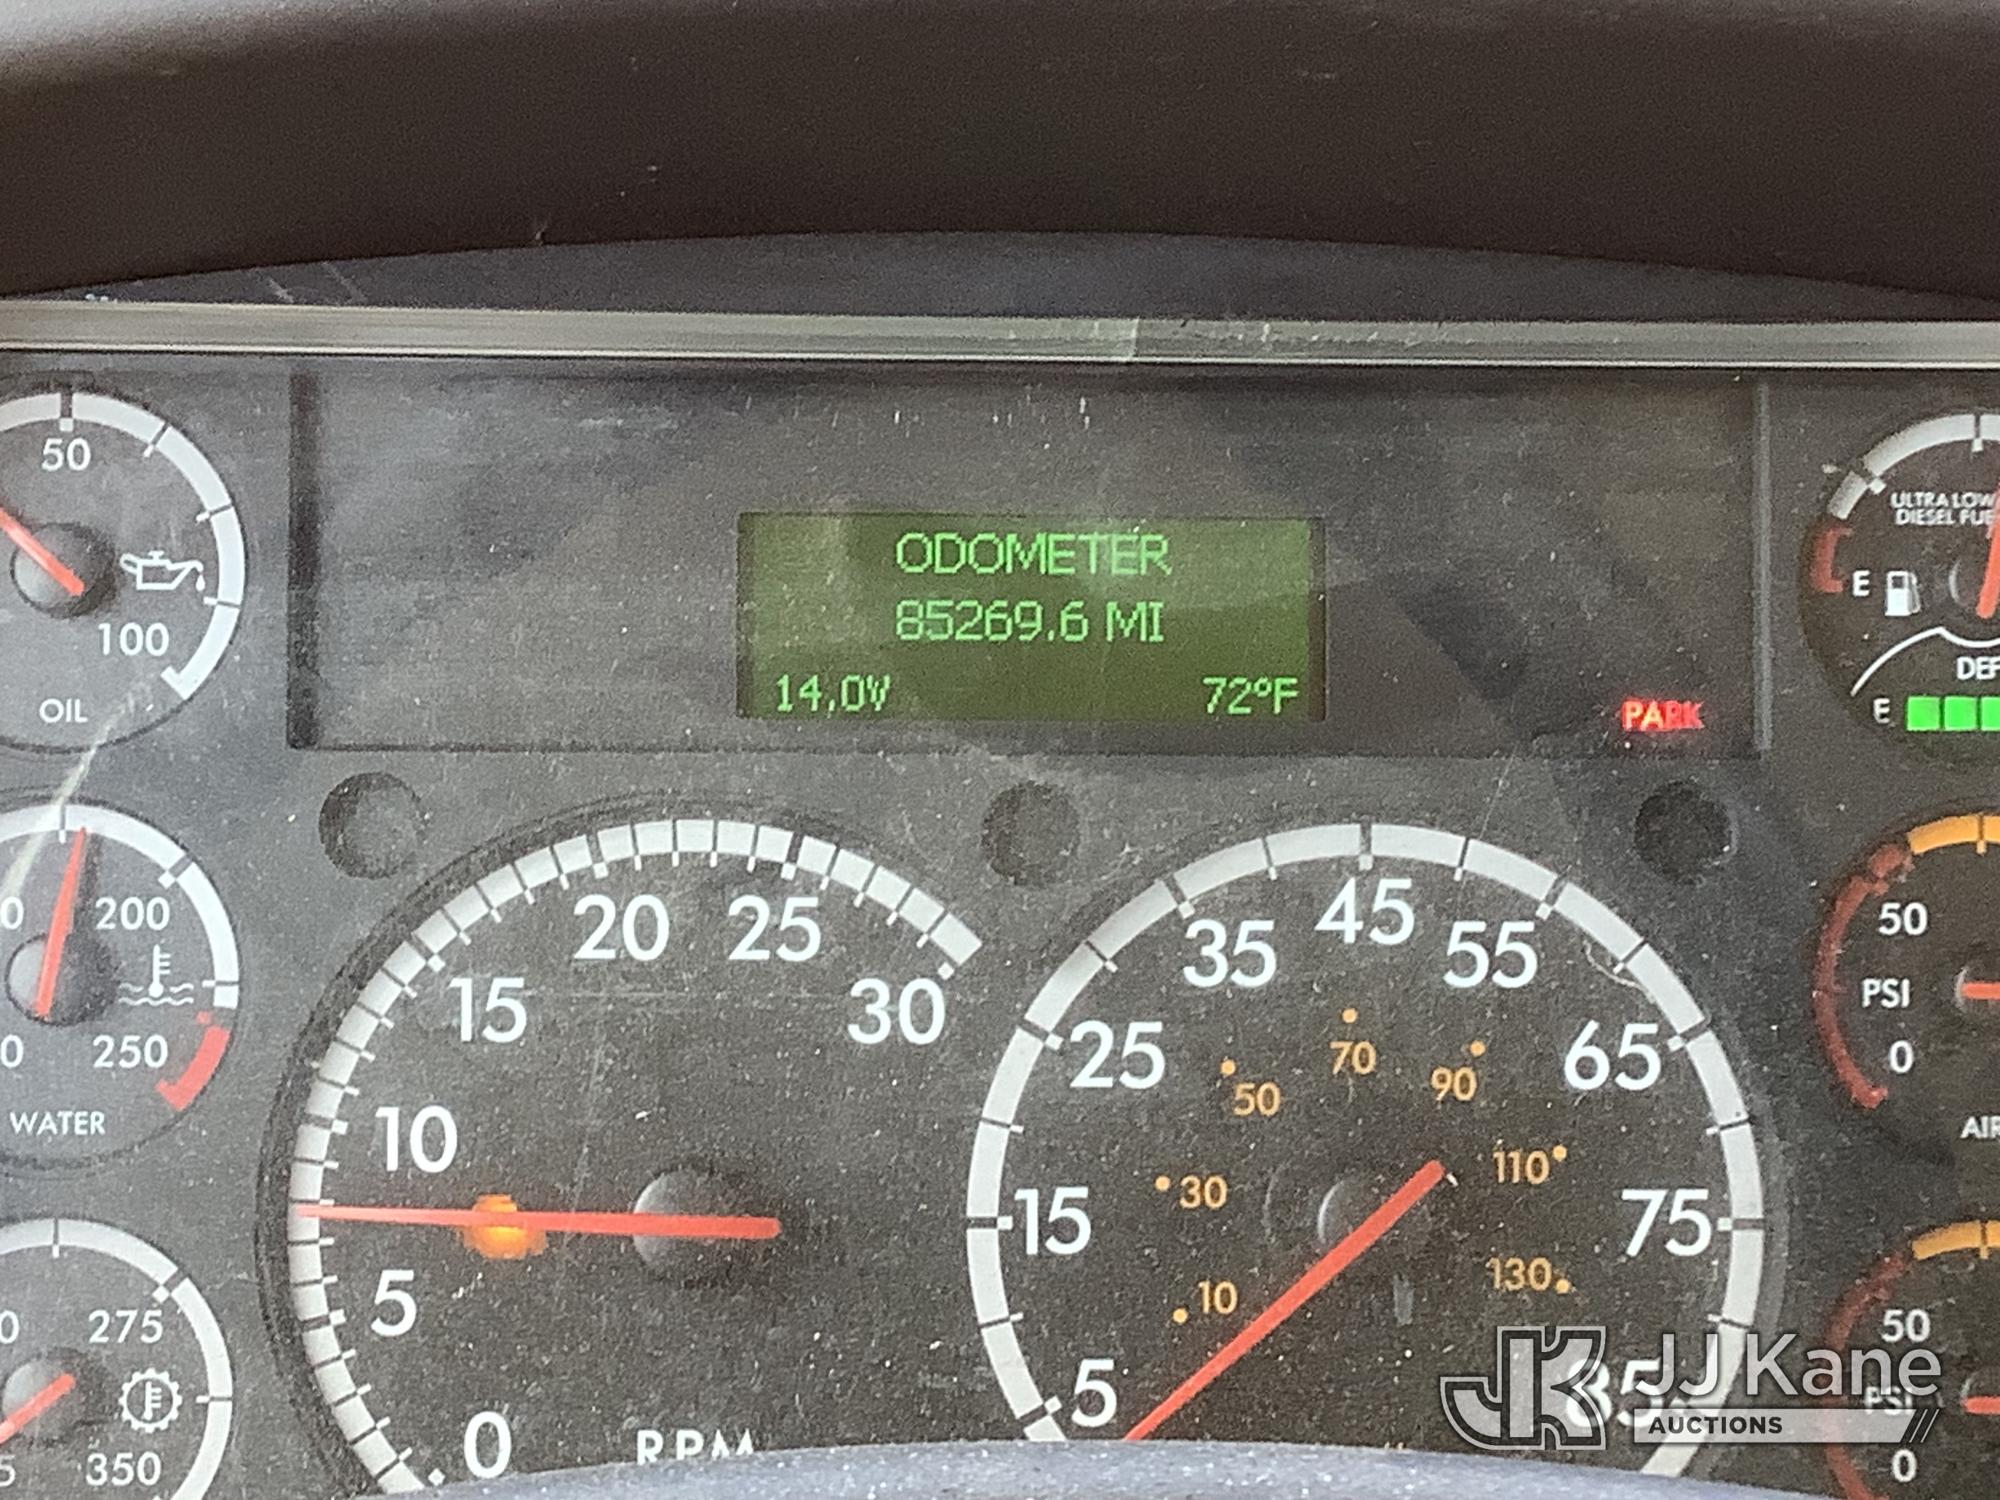 ODOMETER
85269.6 MI
14.0V
72°F
PARK
50
100
OIL
200
250
WATER
275
350
0
5
10
15
20
25
30
RPM
5
15
25
35
45
55
65
75
85
10
30
50
70
90
110
130
ULTRA LOW
DIESEL
E
DEF
E
50
PSI
0
AIR
50
PSI
0
JK
JJ Kane
AUCTIONS